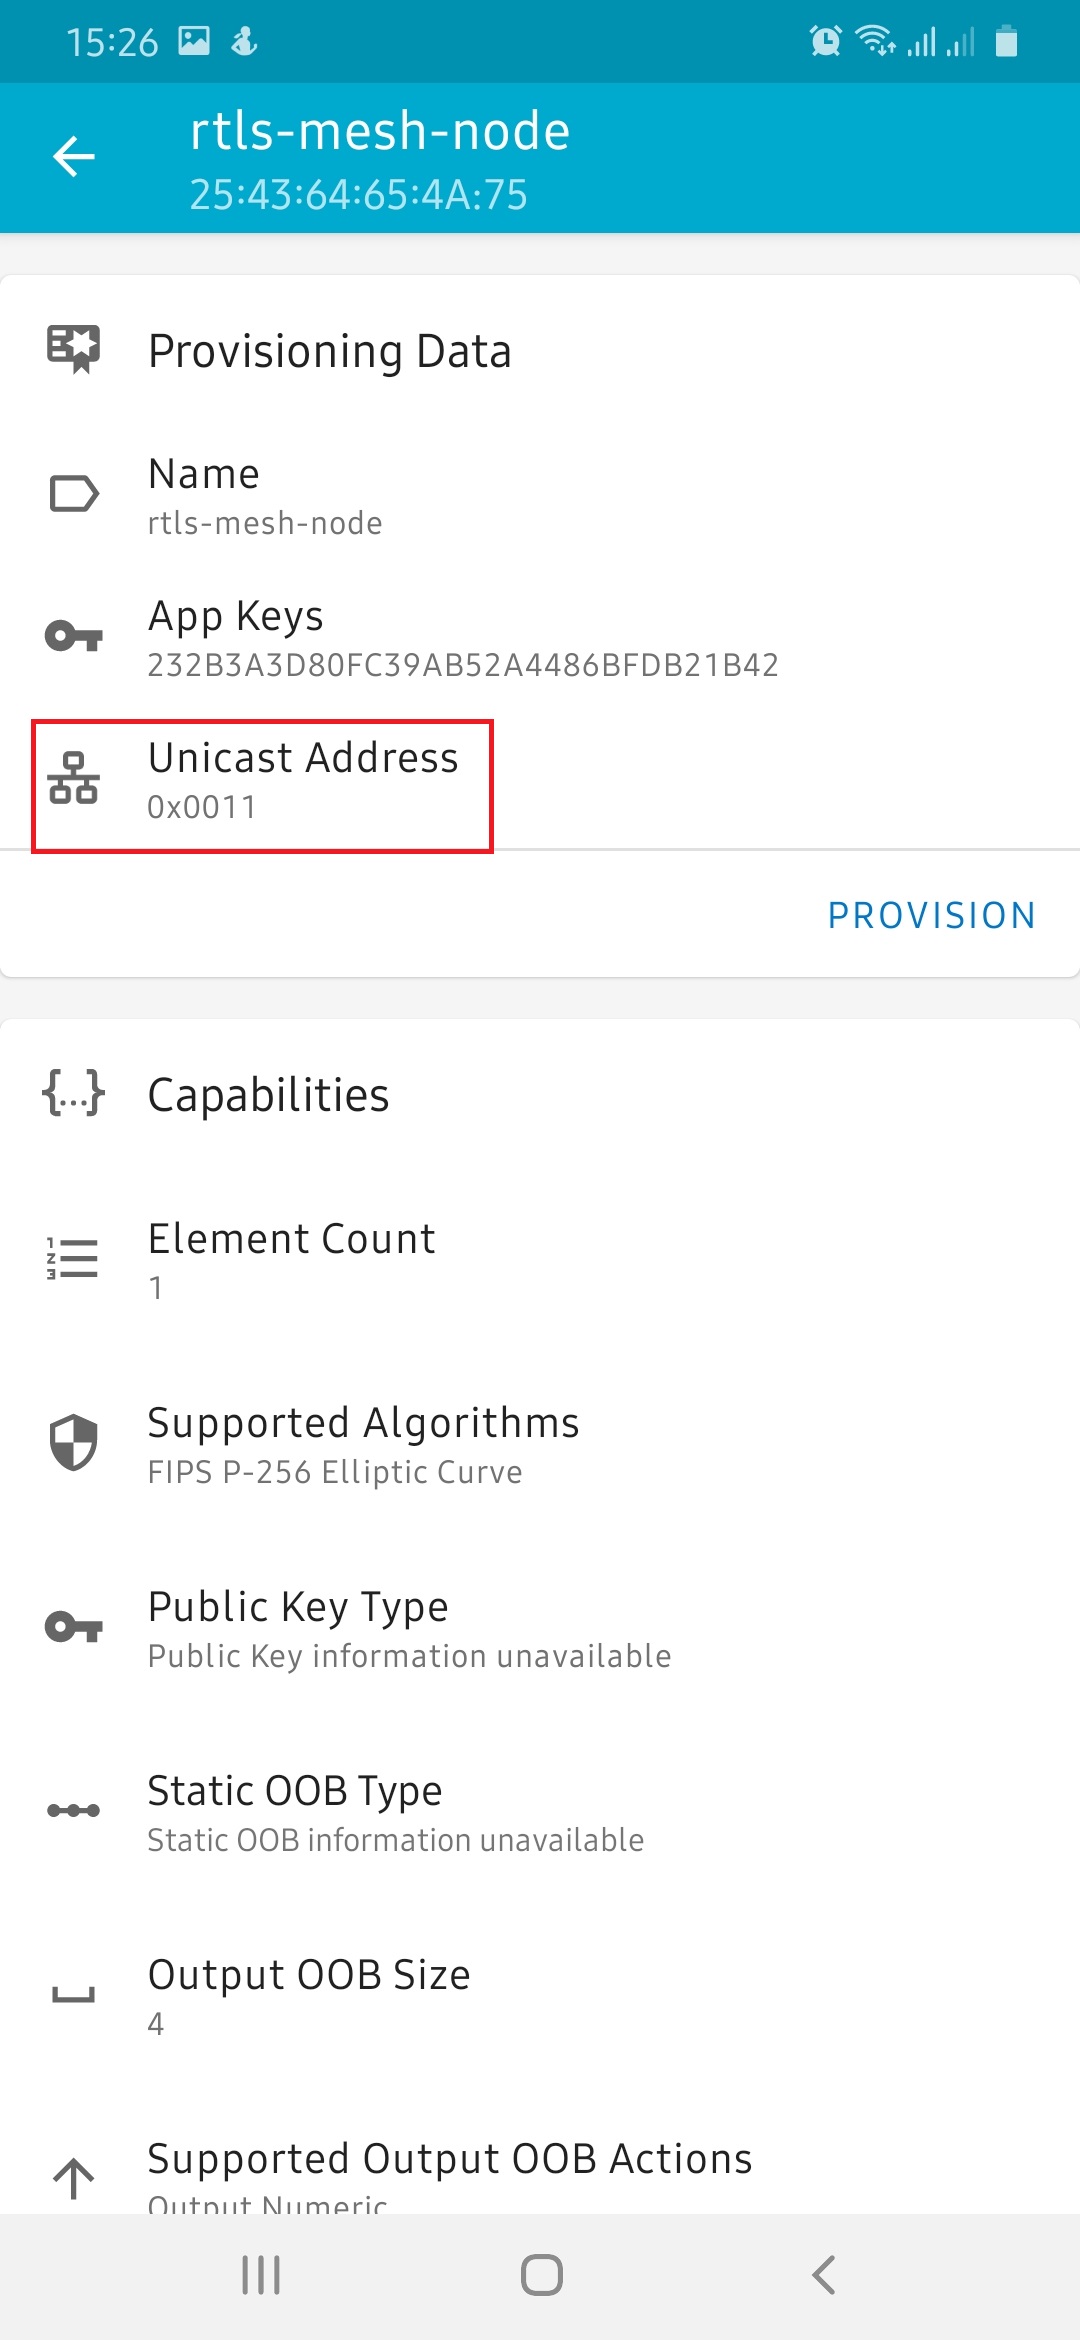 15:26
rtls-mesh-node
25:43:64:65:4A:75
Provisioning Data
Name
rtls-mesh-node
App Keys
232B3A3D80FC39AB52A4486BFDB21B42
Unicast Address
0x0011
PROVISION
{...} Capabilities
Element Count
1
Supported Algorithms
FIPS P-256 Elliptic Curve
Public Key Type
Public Key information unavailable
Static OOB Type
Static OOB information unavailable
Output OOB Size
4
Supported Output OOB Actions
Output Numeric